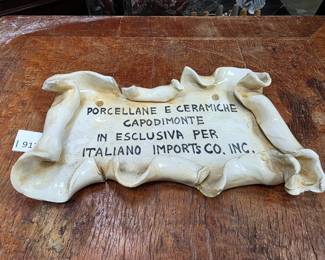 PORCELLANE E CERAMICHE
CAPODIMONTE
IN ESCLUSIVA PER
ITALIANO IMPORTS CO. INC.